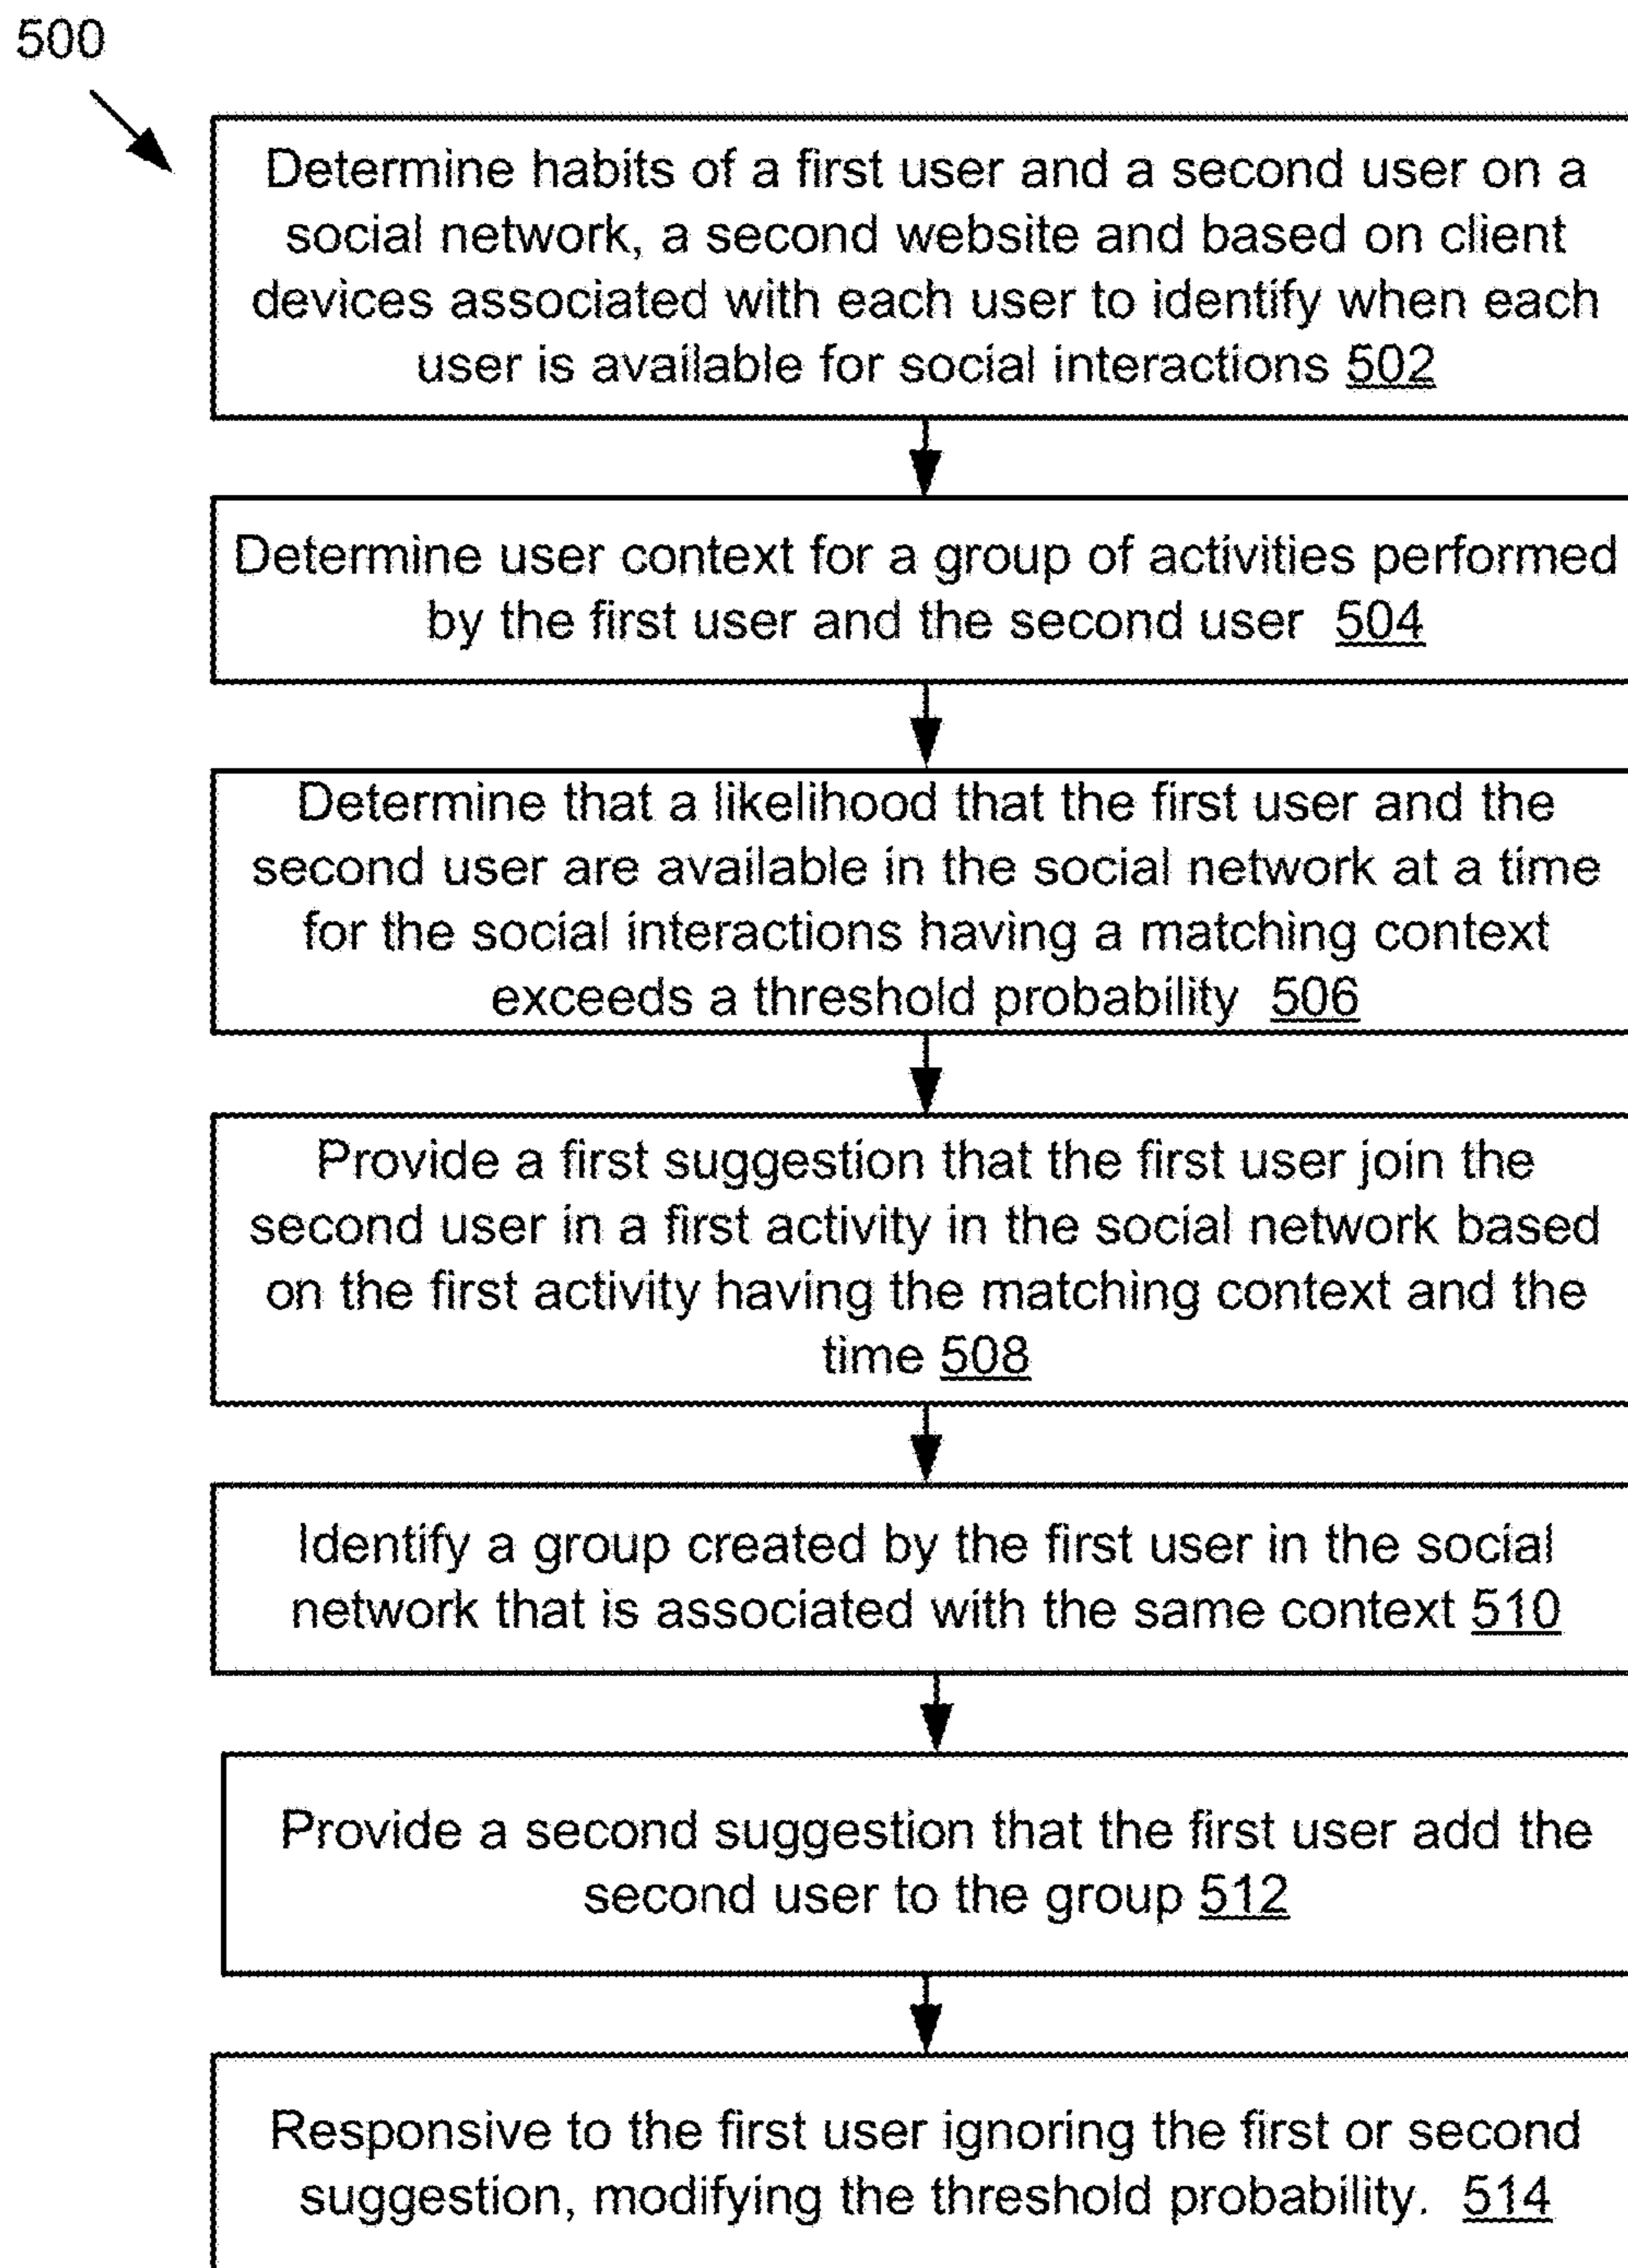 500
Determine habits of a first user and a second user on a
social network, a second website and based on client
devices associated with each user to identify when each
user is available for social interactions 502
Determine user context for a group of activities performed
by the first user and the second user 504
Determine that a likelihood that the first user and the
second user are available in the social network at a time
for the social interactions having a matching context
exceeds a threshold probability 506
Provide a first suggestion that the first user join the
second user in a first activity in the social network based
on the first activity having the matching context and the
time 508
Identify a group created by the first user in the social
network that is associated with the same context 510
Provide a second suggestion that the first user add the
second user to the group 512
Responsive to the first user ignoring the first or second
suggestion, modifying the threshold probability. 514